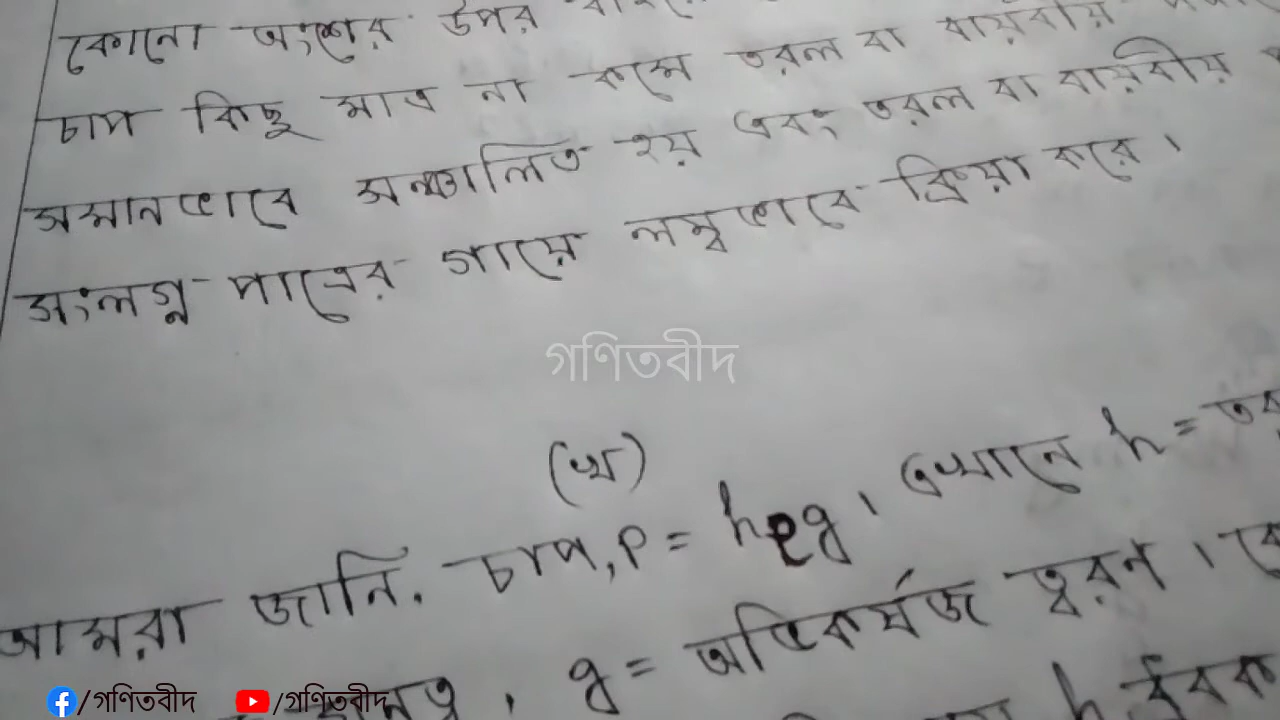 কোনো অংশের উপর
চাপ কিছু মাত্র না কমে তরল বা বায়বীয়
সমানভাবে সঞ্চালিত হয় এবং তরল বা বায়বীয়
সংলগ্ন পাত্রের গায়ে লম্বভাবে ক্রিয়া করে।
গণিতবীদ
(খ)
আমরা জানি, চাপ, P = hρg, এখানে h =
g = অভিকর্ষজ ত্বরণ।
/গণিতবীদ /গণিতবীদ